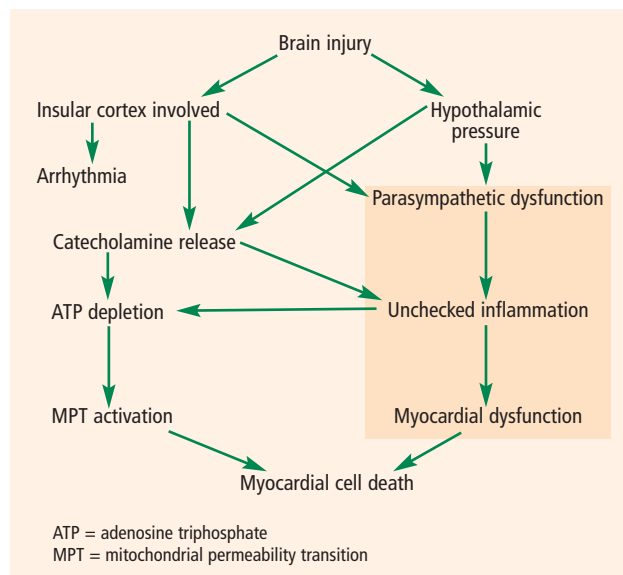 Brain injury
Insular cortex involved
Hypothalamic
pressure
Arrhythmia
Parasympathetic dysfunction
Catecholamine release
ATP depletion
Unchecked inflammation
MPT activation
Myocardial dysfunction
Myocardial cell death
ATP = adenosine triphosphate
MPT = mitochondrial permeability transition